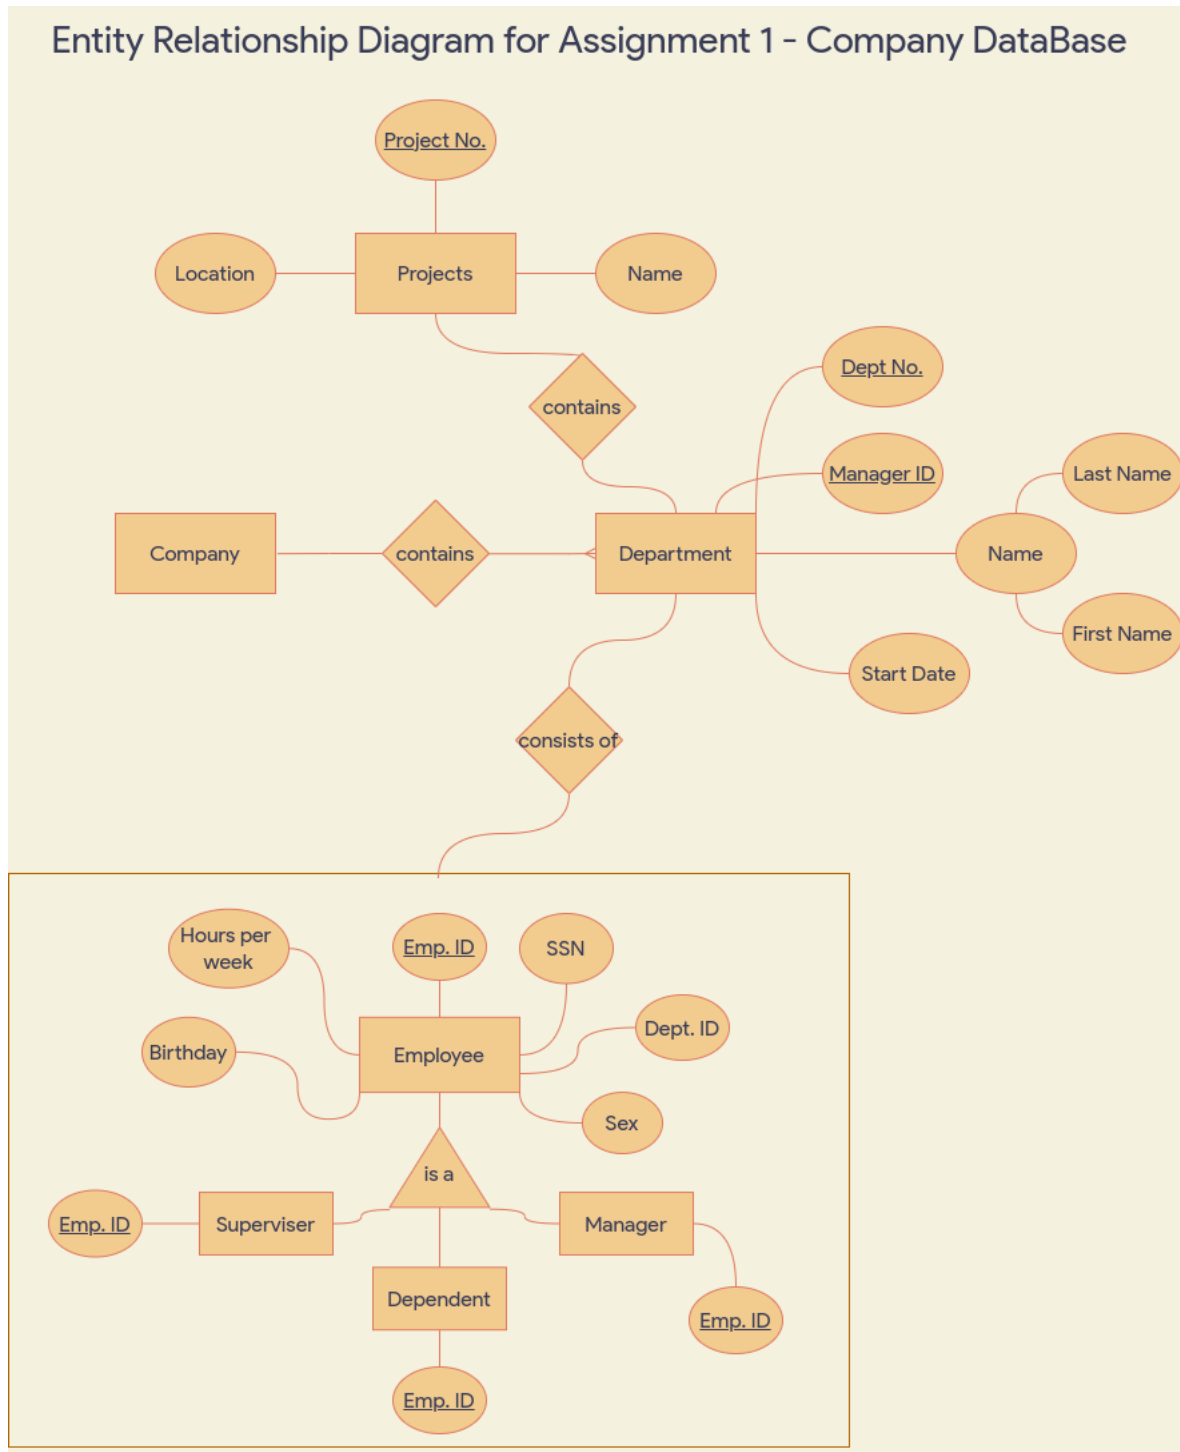 Entity Relationship Diagram for Assignment 1 - Company DataBase
Project No.
Location
Projects
Name
contains
Dept No.
Manager ID
Last Name
Company
contains
Department
Name
First Name
Start Date
consists of
Hours per
week
Emp. ID
SSN
Dept. ID
Birthday
Employee
Sex
is a
Emp. ID
Superviser
Manager
Dependent
Emp. ID
Emp. ID